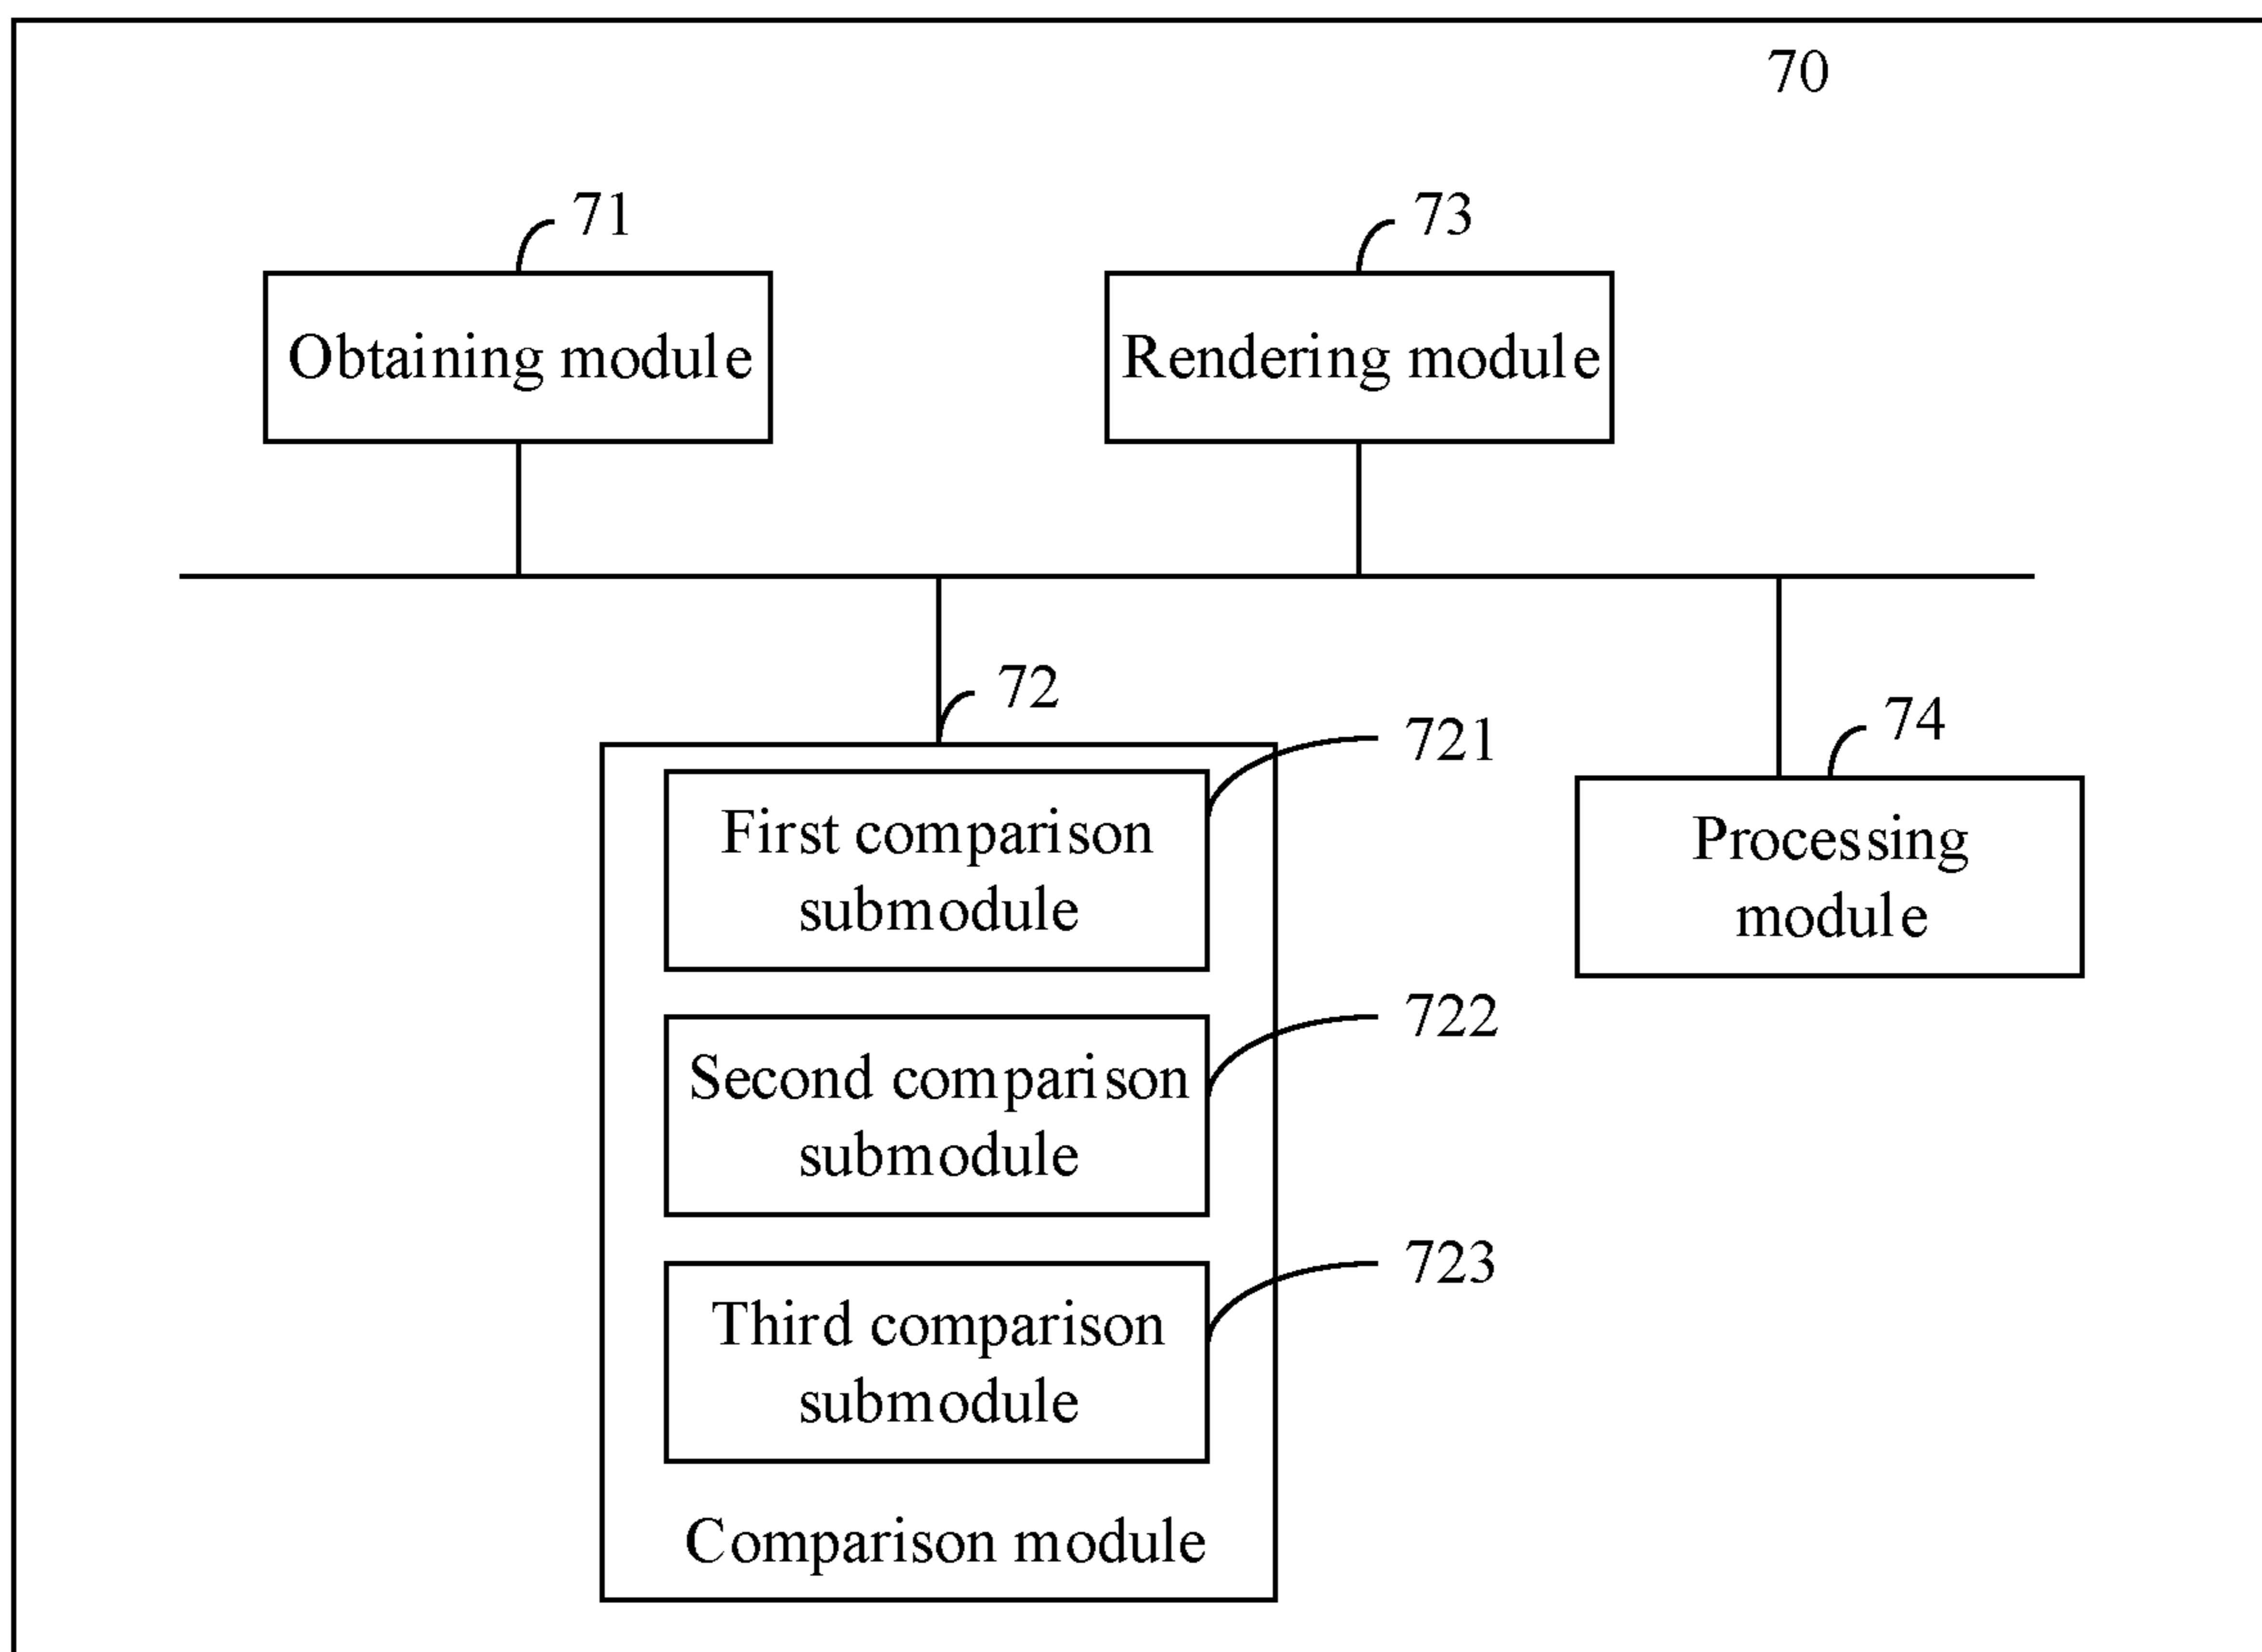 70
71
73
Obtaining module
Rendering module
72
721
74
First comparison
submodule
Processing
module
722
Second comparison
submodule
723
Third comparison
submodule
Comparison module